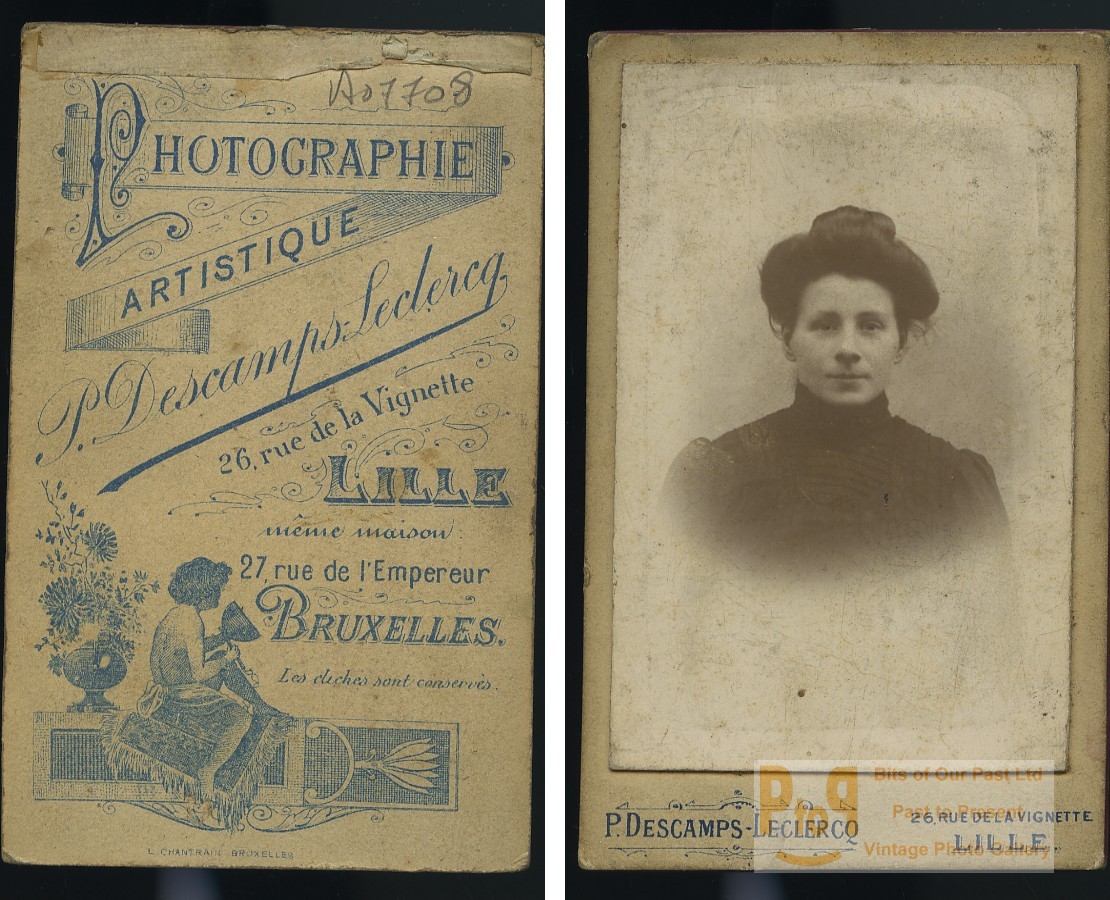 A07708
PHOTOGRAPHIE
ARTISTIQUE
P. Descamps-Leclercq
26, rue de la Vignette
LILLE
même maison:
27, rue de l'Empereur
BRUXELLES.
Les clichés sont conservés.
L. CHANTRAIN, BRUXELLES
P. DESCAMPS-LECLERCQ
26, RUE DE LA VIGNETTE
LILLE
BfoP
Bits of Our Past Ltd
Past to Present
Vintage Photo Gallery